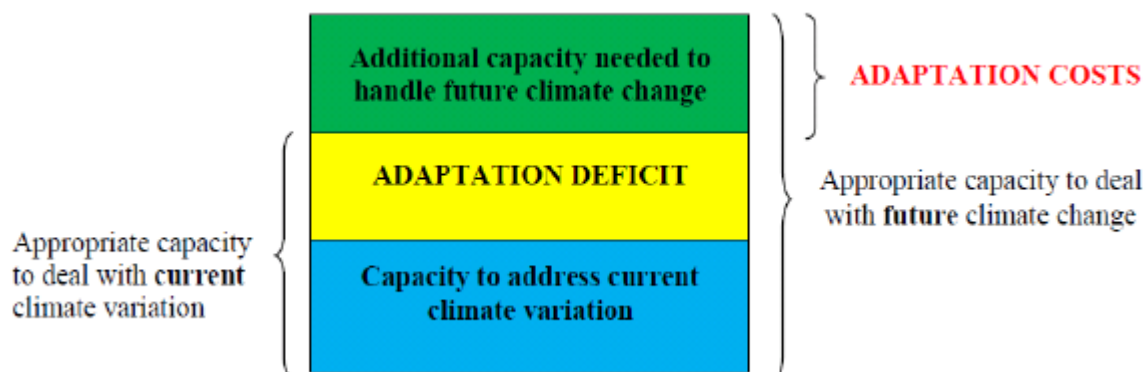 Additional capacity needed to
handle future climate change
ADAPTATION COSTS
ADAPTATION DEFICIT
Appropriate capacity to deal
with future climate change
Appropriate capacity
to deal with current
climate variation
Capacity to address current
climate variation